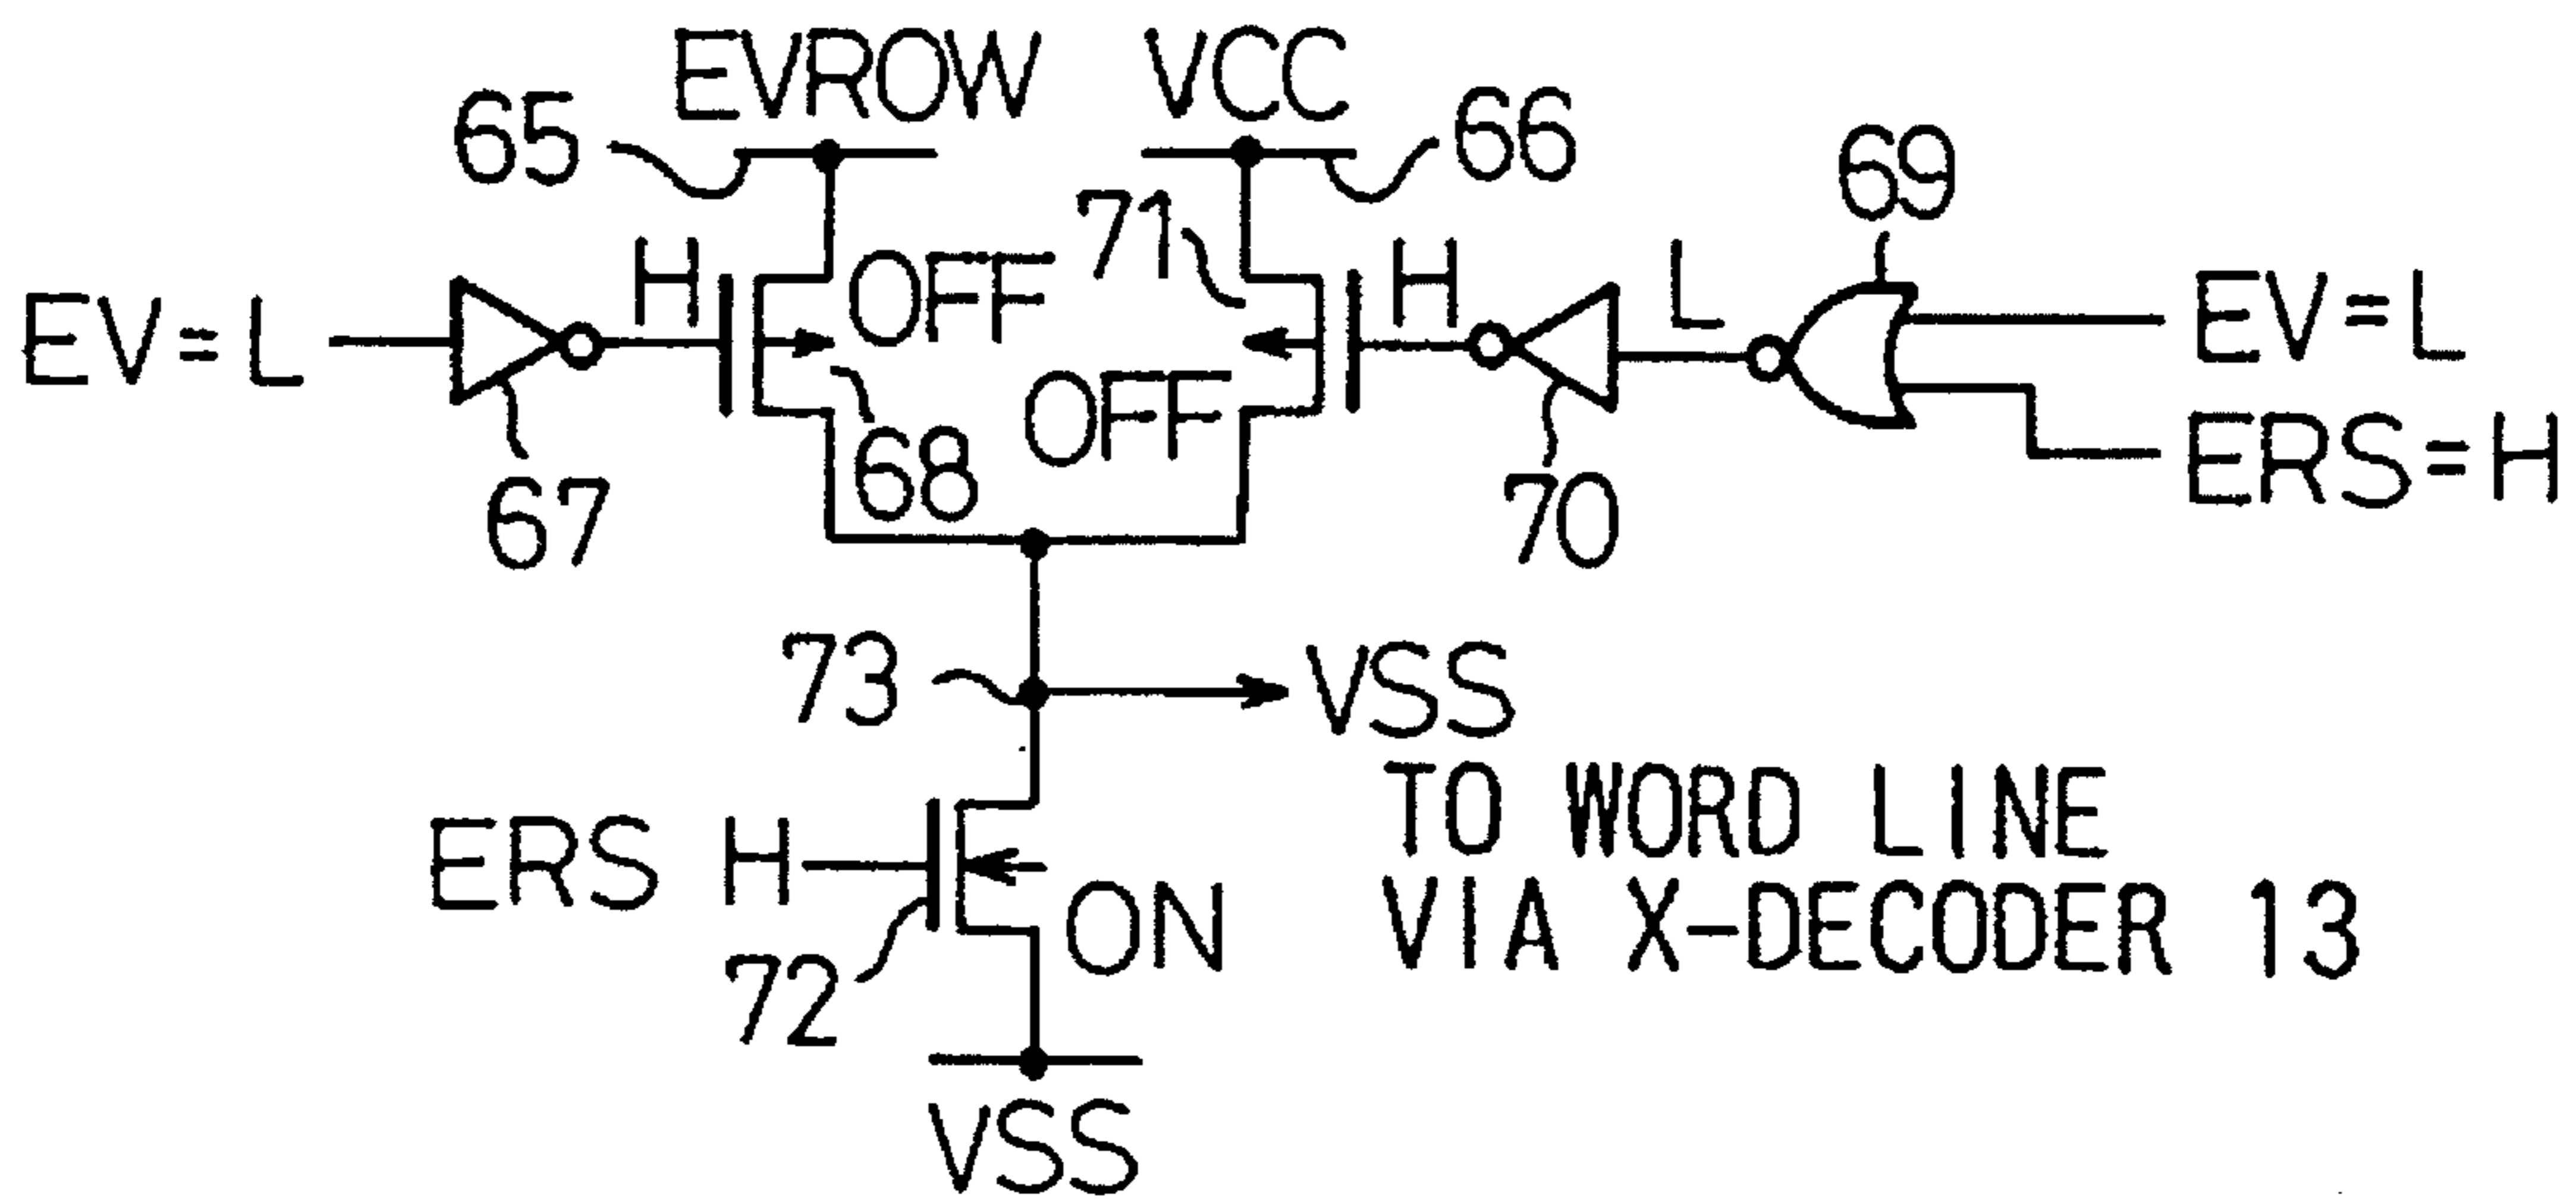 EVROW
VCC
65
66
69
71
H
OFF
H
L
EV=L
EV=L
OFF
ERS=H
67
68
70
73
VSS
TO WORD LINE
VIA X-DECODER 13
ERS H
ON
72
VSS